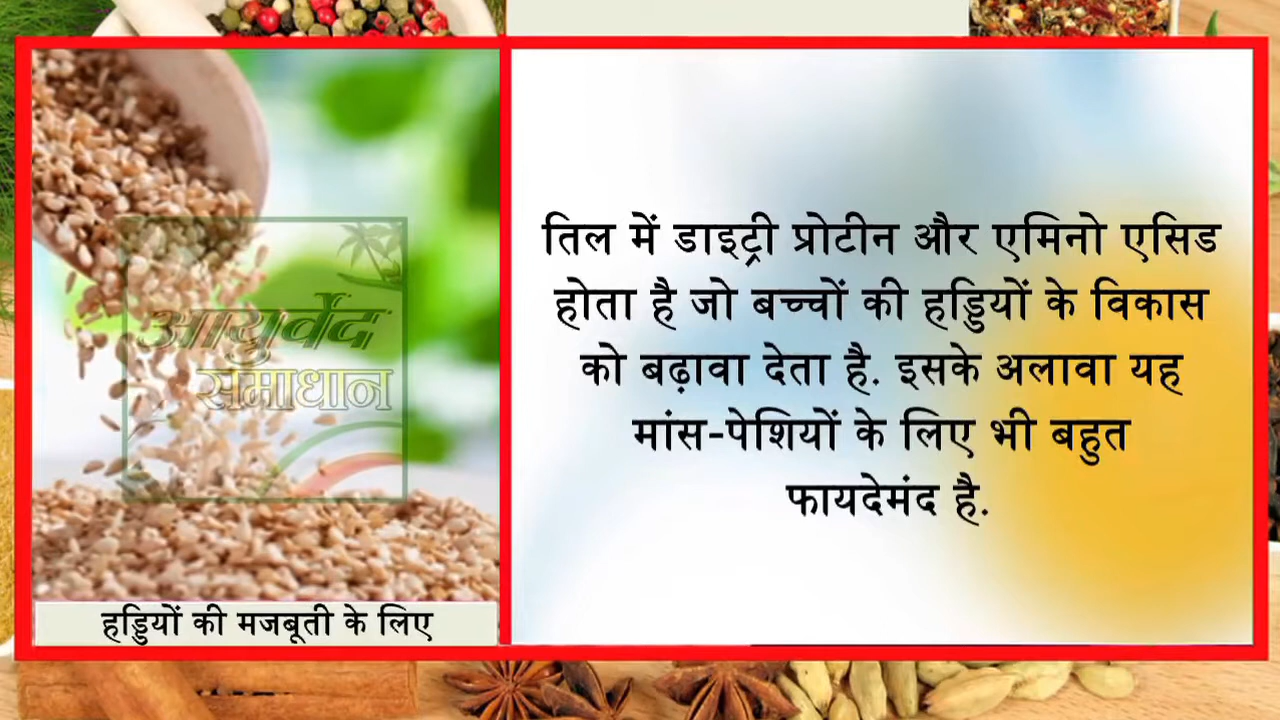 आयुर्वेद
समाधान
हड्डियों की मजबूती के लिए
तिल में डाइट्री प्रोटीन और एमिनो एसिड
होता है जो बच्चों की हड्डियों के विकास
को बढ़ावा देता है. इसके अलावा यह
मांस-पेशियों के लिए भी बहुत
फायदेमंद है.